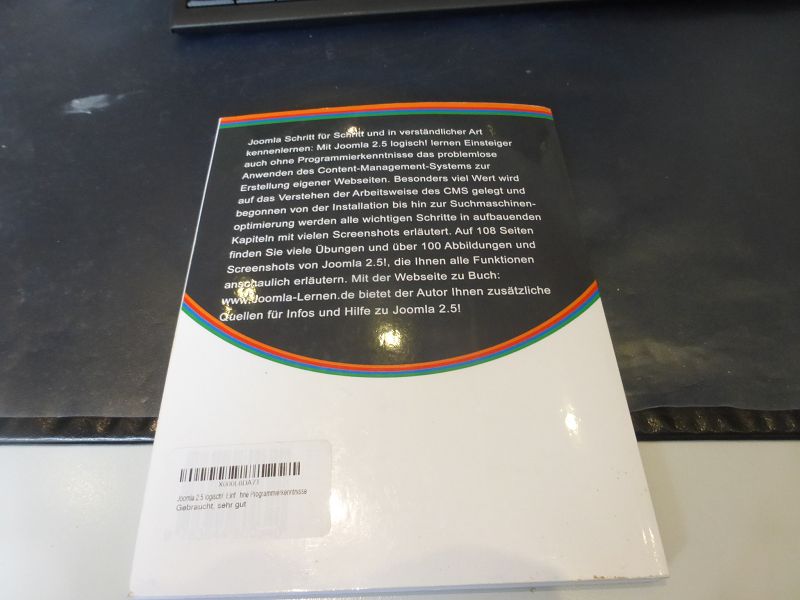 Joomla Schritt für Schritt und in verständlicher Art
kennenlernen: Mit Joomla 2.5 logisch! lernen Einsteiger
auch ohne Programmierkenntnisse das problemlose
Anwenden des Content-Management-Systems zur
Erstellung eigener Webseiten. Besonders viel Wert wird
auf das Verstehen der Arbeitsweise des CMS gelegt und
begonnen von der Installation bis hin zur Suchmaschinen-
optimierung werden alle wichtigen Schritte in aufbauenden
Kapiteln mit vielen Screenshots erläutert. Auf 108 Seiten
finden Sie viele Übungen und über 100 Abbildungen und
Screenshots von Joomla 2.5!, die Ihnen alle Funktionen
anschaulich erläutern. Mit der Webseite zu Buch:
www.Joomla-Lernen.de bietet der Autor Ihnen zusätzliche
Quellen für Infos und Hilfe zu Joomla 2.5!
Joomla 2.5 logisch! hne Programmierkenntnisse
Gebraucht, sehr gut